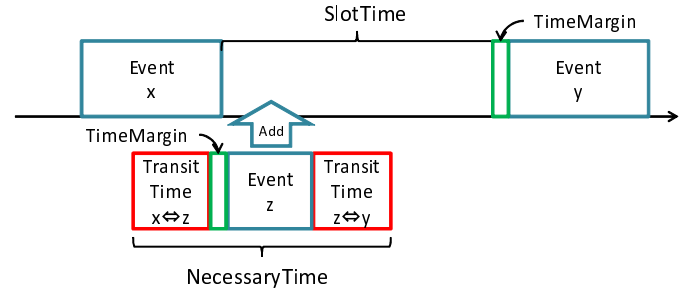 SlotTime
TimeMargin
Event
x
Event
y
Add
TimeMargin
Transit
Time
x⇔z
Event
z
Transit
Time
z⇔y
NecessaryTime